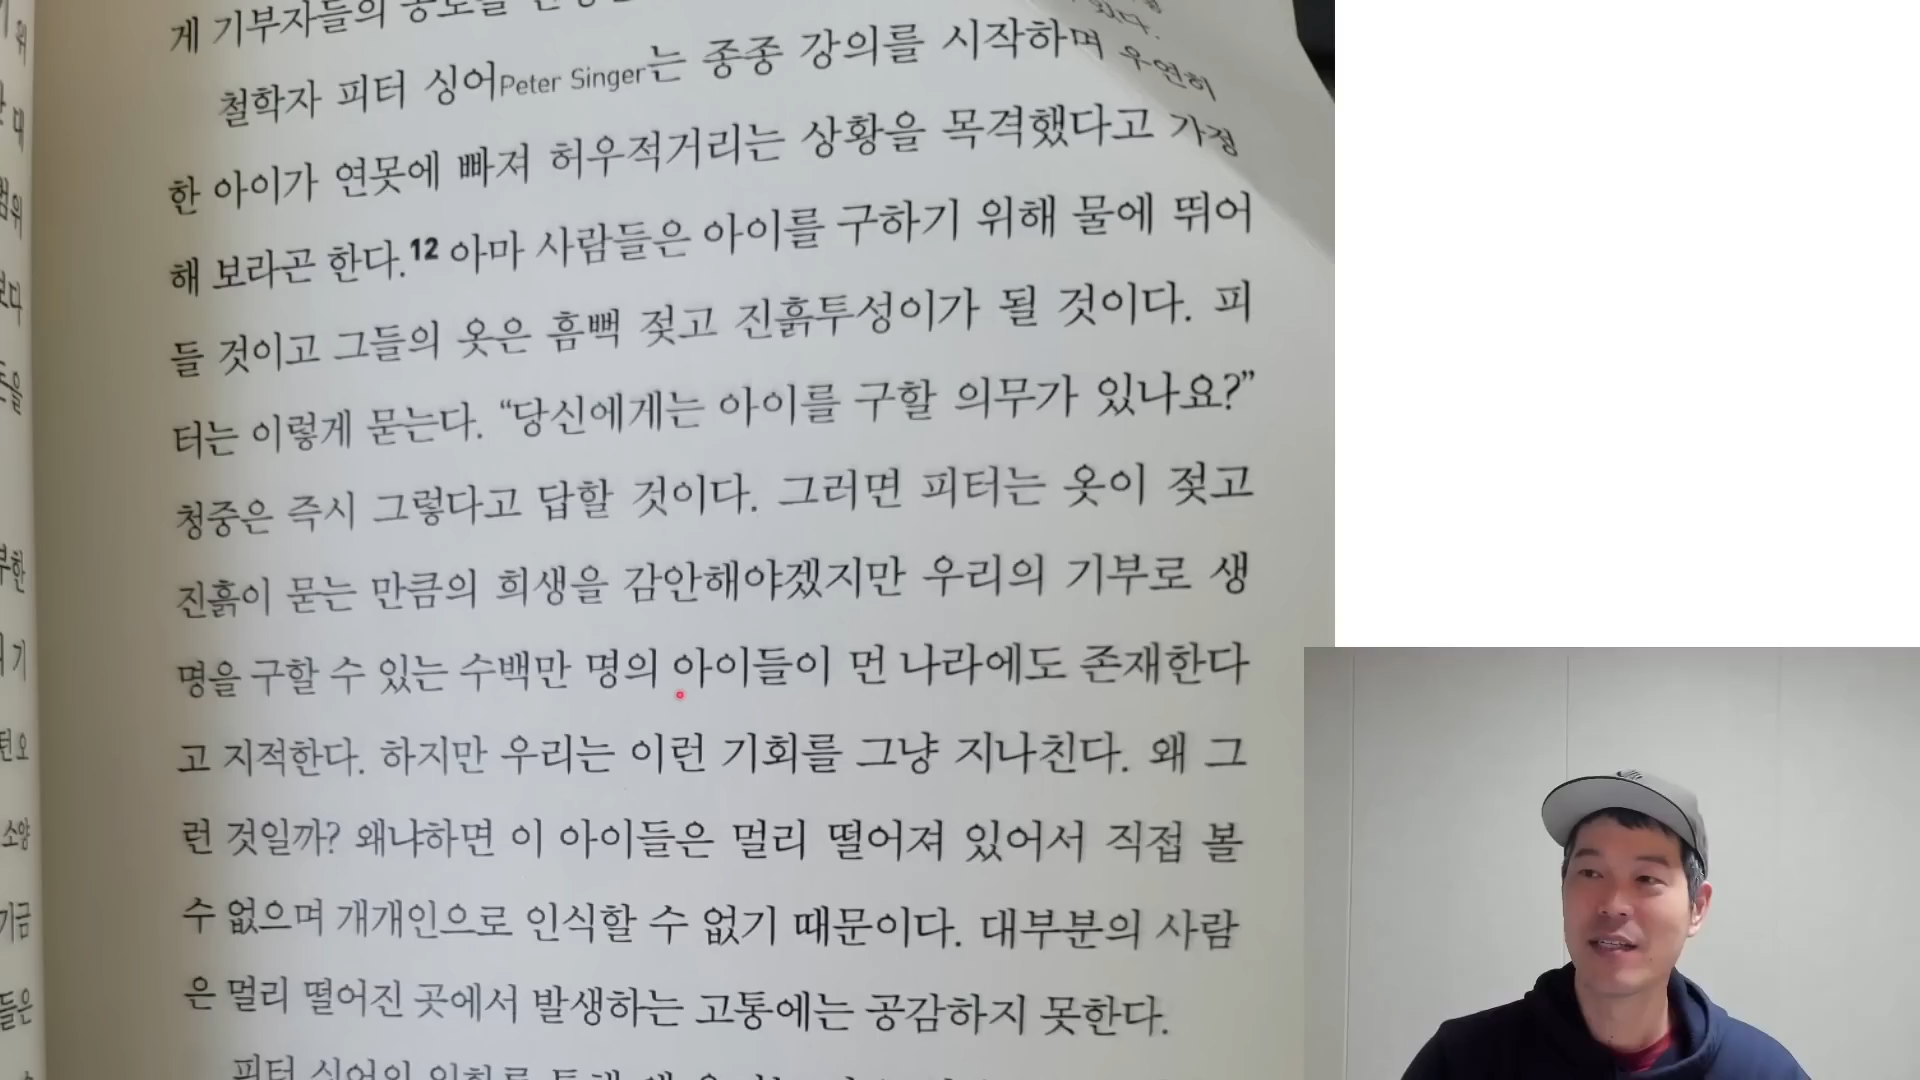 게 기부자들의 공로를
철학자 피터 싱어Peter Singer는 종종 강의를 시작하며 우연히
한 아이가 연못에 빠져 허우적거리는 상황을 목격했다고 가정
해 보라곤 한다.12 아마 사람들은 아이를 구하기 위해 물에 뛰어
들 것이고 그들의 옷은 흠뻑 젖고 진흙투성이가 될 것이다. 피
터는 이렇게 묻는다. “당신에게는 아이를 구할 의무가 있나요?”
청중은 즉시 그렇다고 답할 것이다. 그러면 피터는 옷이 젖고
진흙이 묻는 만큼의 희생을 감안해야겠지만 우리의 기부로 생
명을 구할 수 있는 수백만 명의 아이들이 먼 나라에도 존재한다
고 지적한다. 하지만 우리는 이런 기회를 그냥 지나친다. 왜 그
런 것일까? 왜냐하면 이 아이들은 멀리 떨어져 있어서 직접 볼
수 없으며 개개인으로 인식할 수 없기 때문이다. 대부분의 사람
은 멀리 떨어진 곳에서 발생하는 고통에는 공감하지 못한다.
피터 싱어의